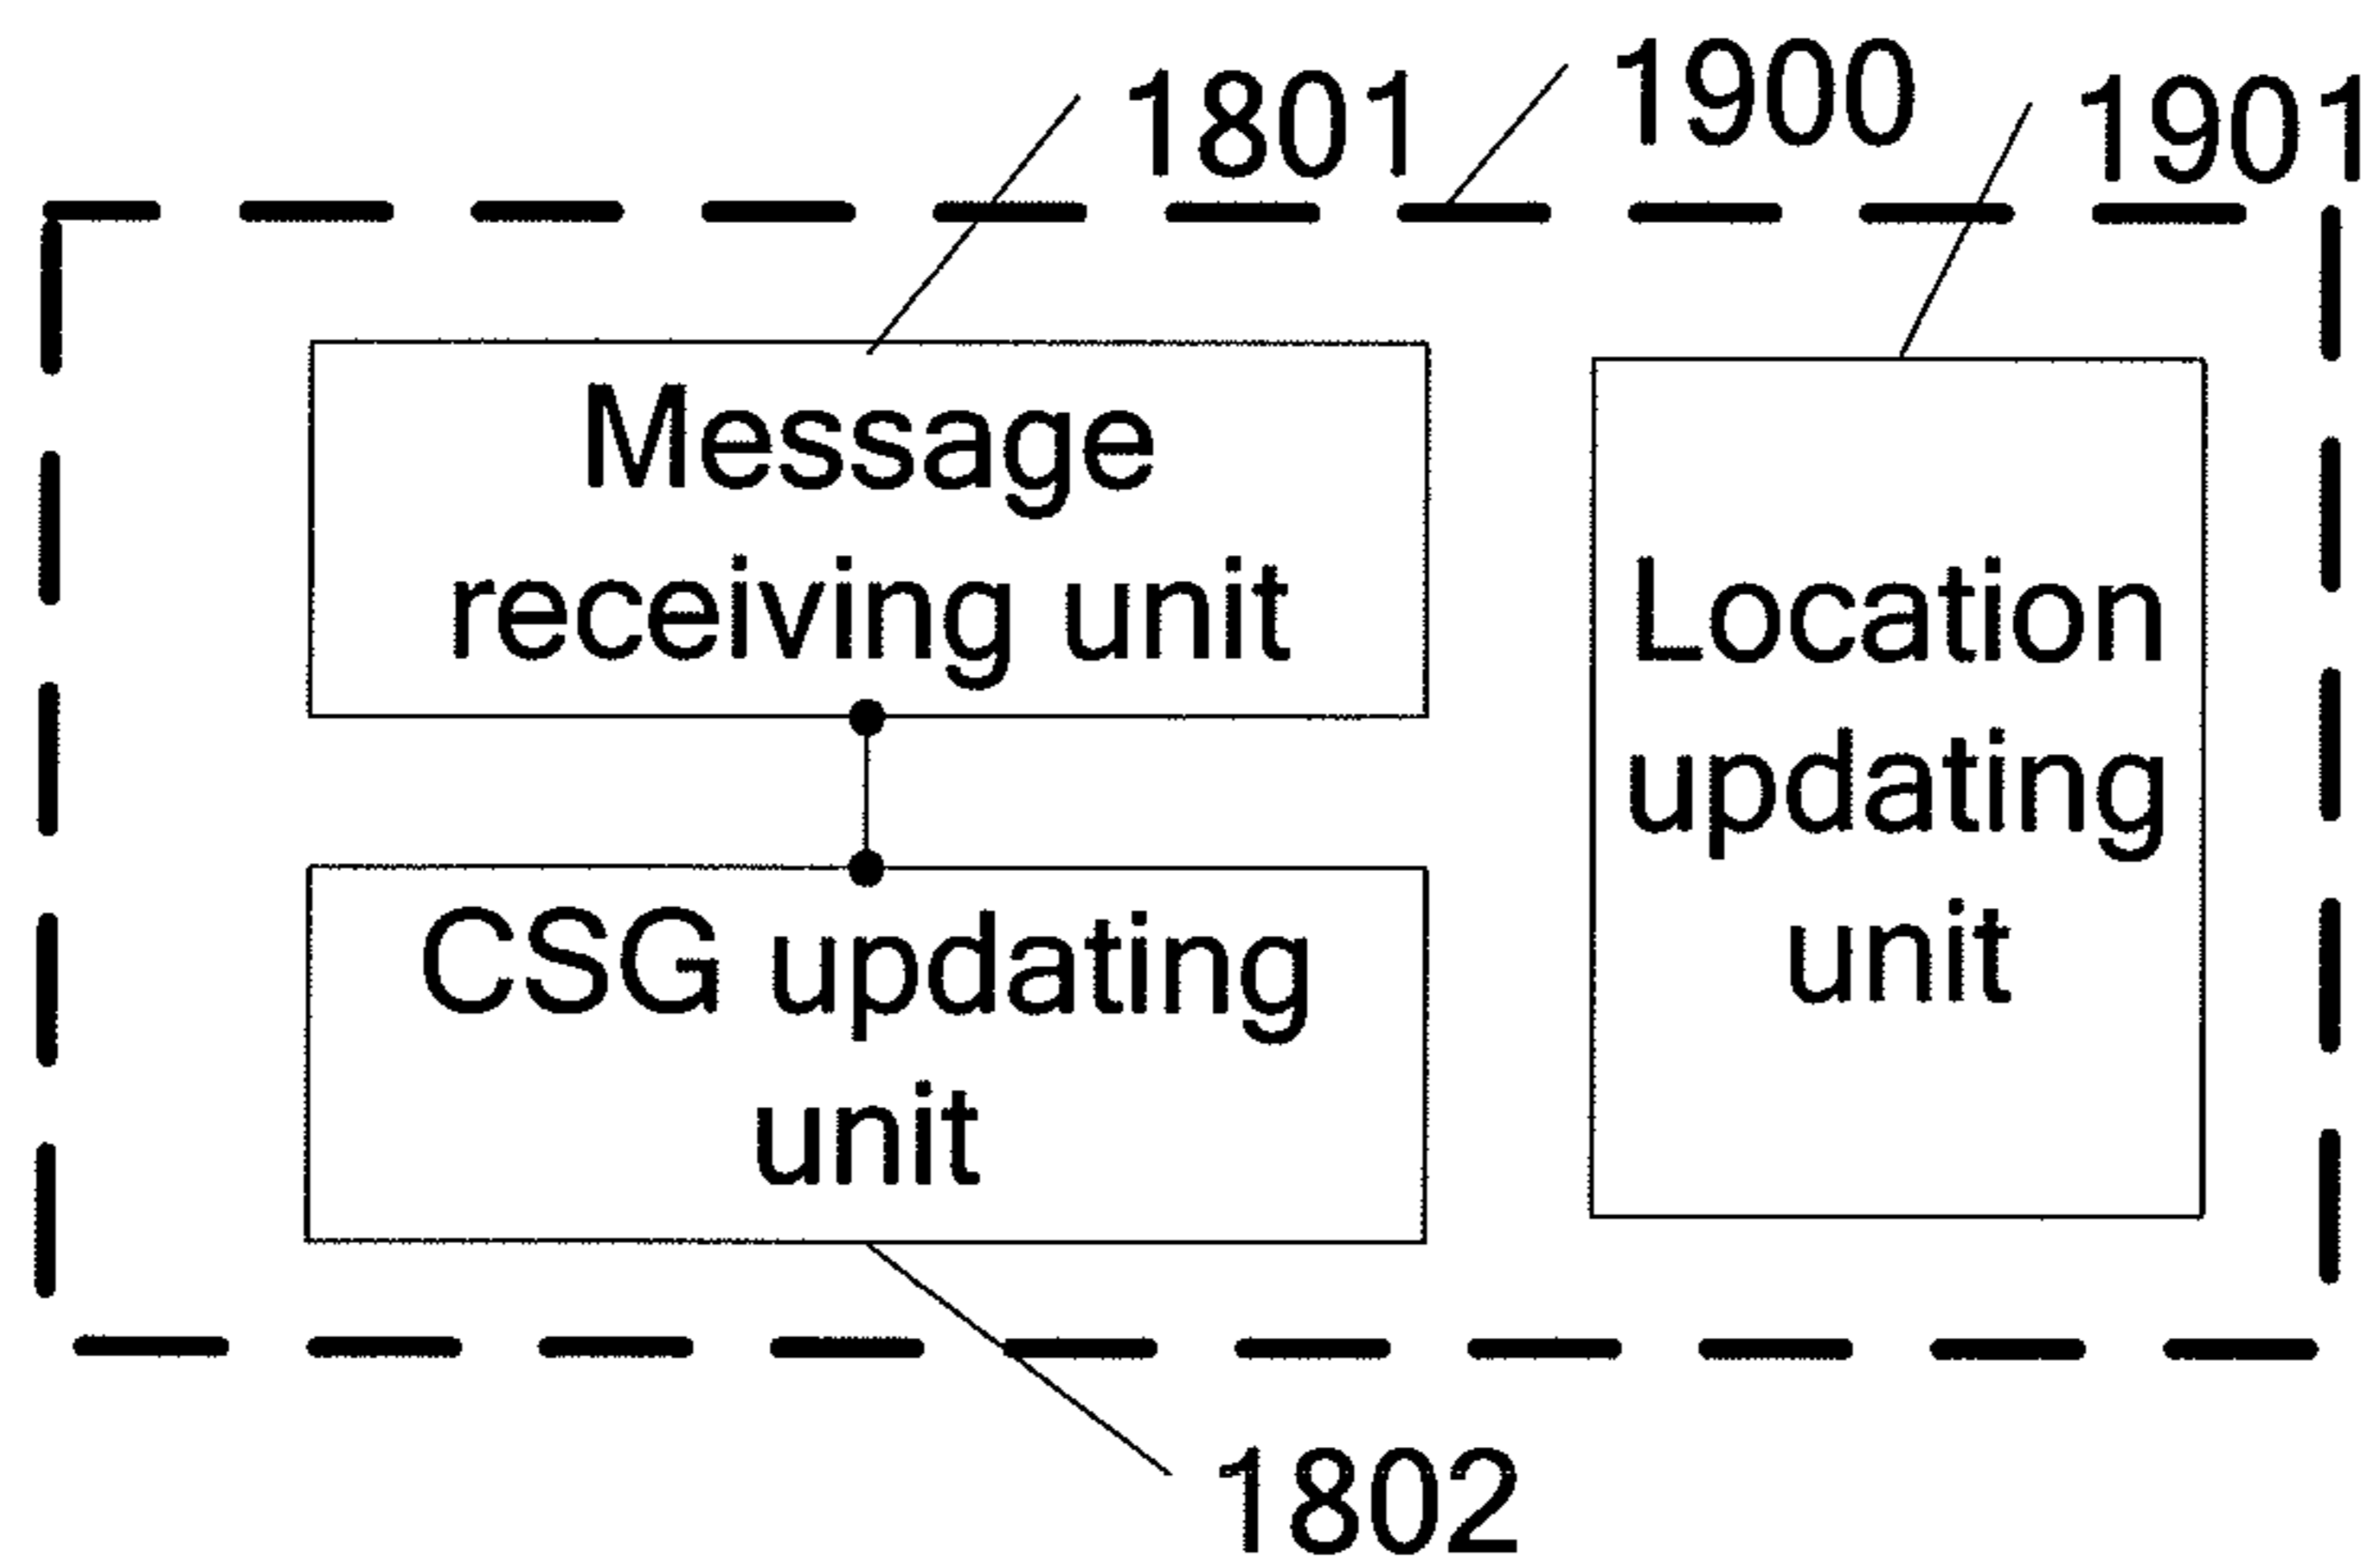 1801
1900
1901
Message
receiving unit
Location
updating
unit
CSG updating
unit
1802